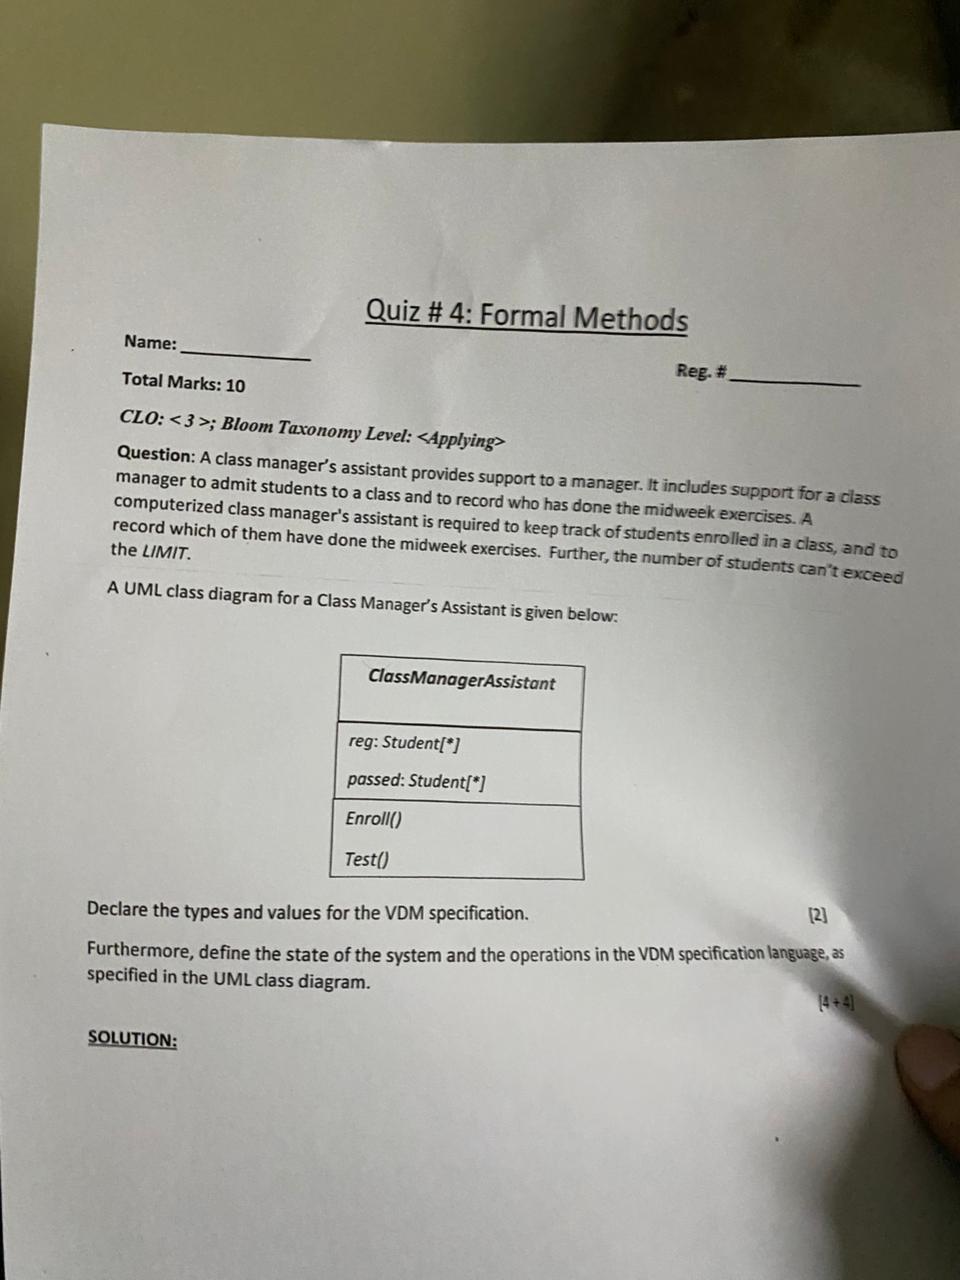 Quiz # 4: Formal Methods
Name: ____________
Reg. # ____________
Total Marks: 10
CLO: < 3 >; Bloom Taxonomy Level: <Applying>
Question: A class manager's assistant provides support to a manager. It includes support for a class
manager to admit students to a class and to record who has done the midweek exercises. A
computerized class manager's assistant is required to keep track of students enrolled in a class, and to
record which of them have done the midweek exercises. Further, the number of students can't exceed
the LIMIT.
A UML class diagram for a Class Manager's Assistant is given below:
ClassManagerAssistant
reg: Student[*]
passed: Student[*]
Enroll()
Test()
Declare the types and values for the VDM specification. [2]
Furthermore, define the state of the system and the operations in the VDM specification language, as
specified in the UML class diagram.
[4 + 4]
SOLUTION: